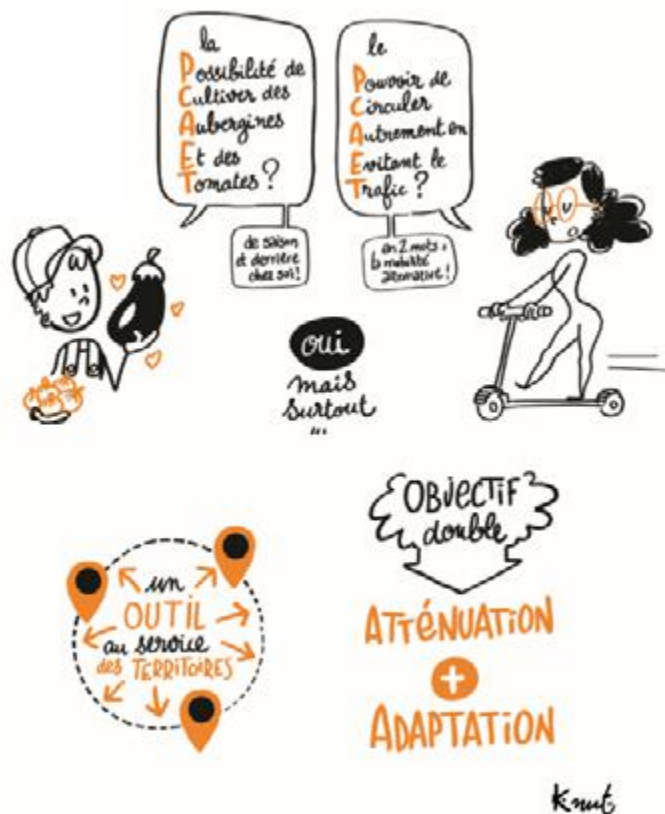 la
Possibilité de
Cultiver des
Aubergines
Et des
Tomates ?
de saison
et derrière
chez soi !
le
Pouvoir de
Circuler
Autrement en
Evitant le
Trafic ?
en 2 mots :
la mobilité
alternative !
oui
mais
surtout
...
un
OUTIL
au service
des TERRITOIRES
OBJECTIF
double
ATTÉNUATION
+
ADAPTATION
Knut